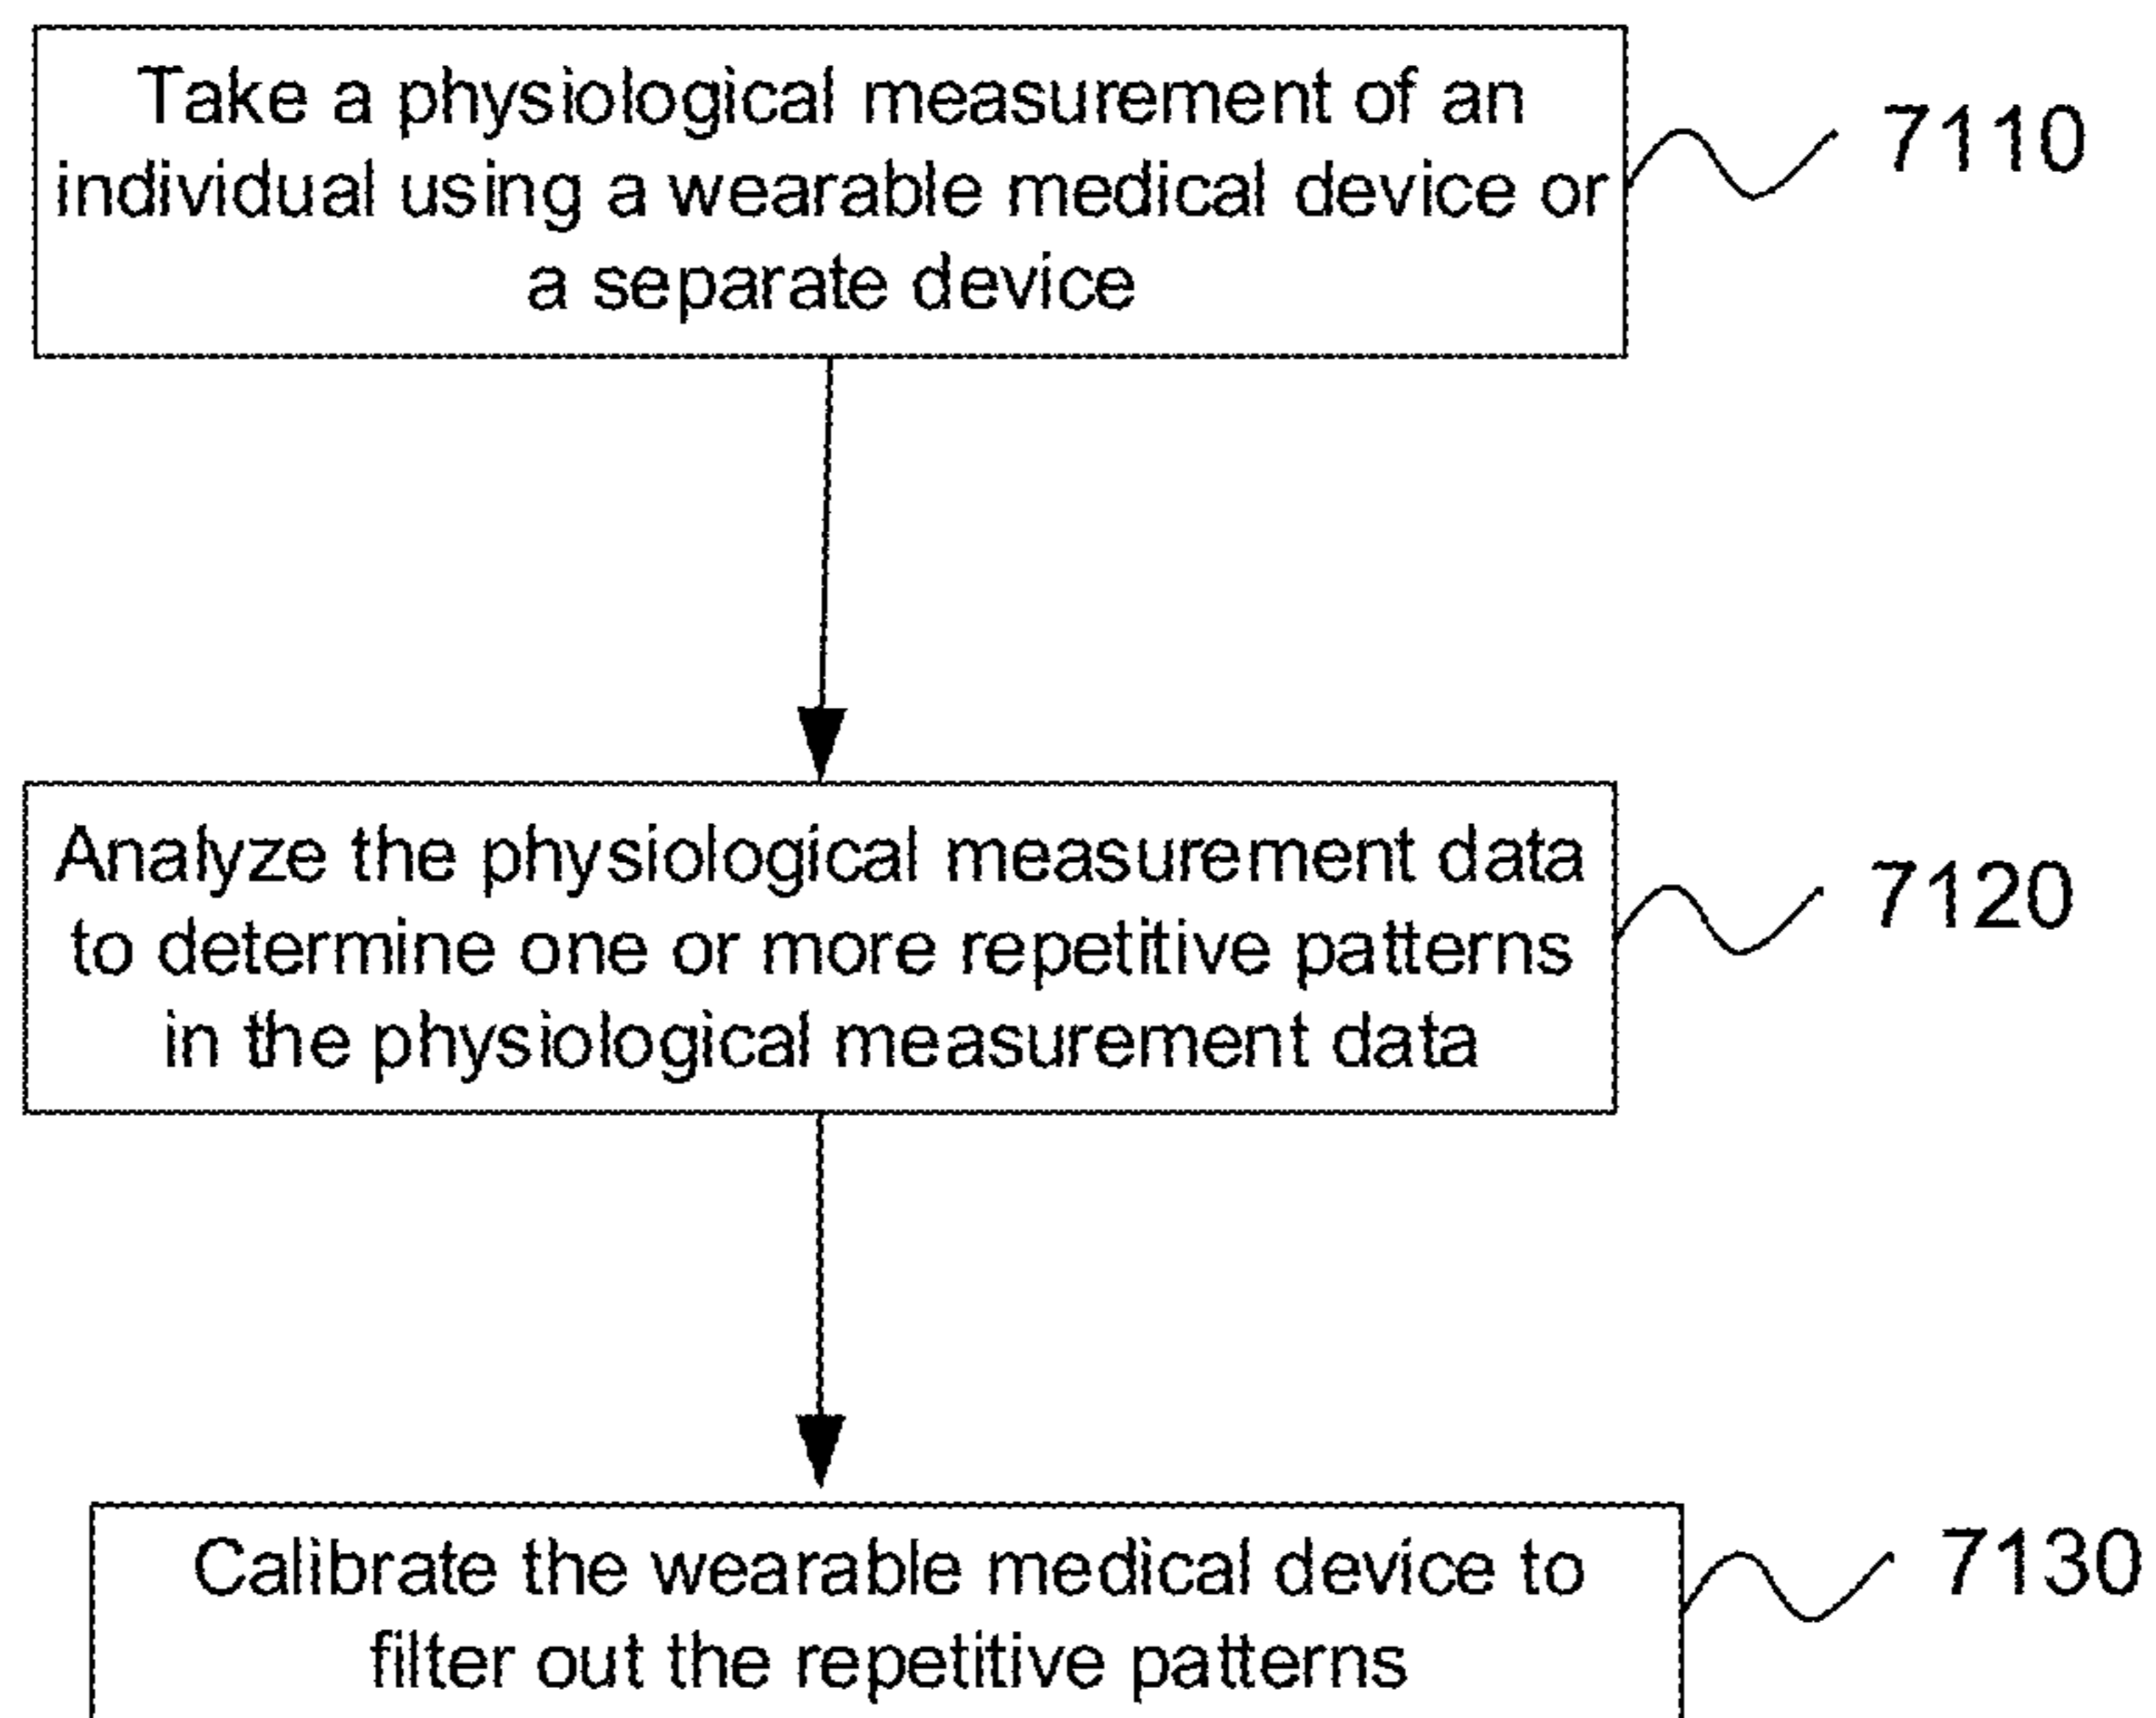 Take a physiological measurement of an
individual using a wearable medical device or
a separate device
7110
Analyze the physiological measurement data
to determine one or more repetitive patterns
in the physiological measurement data
7120
Calibrate the wearable medical device to
filter out the repetitive patterns
7130